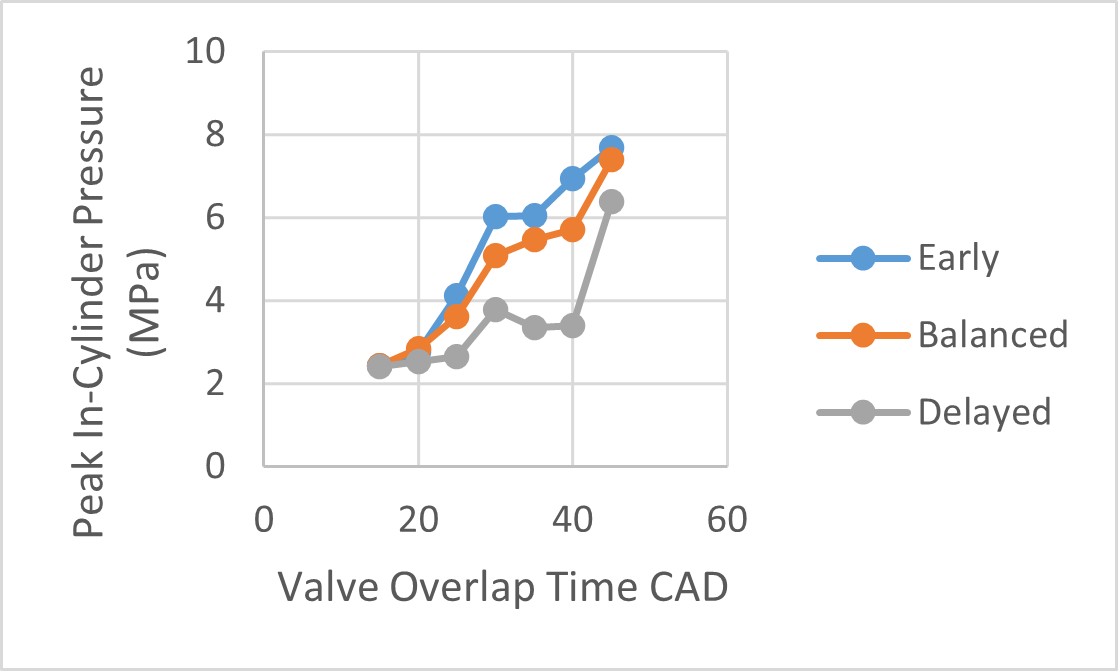 Peak In-Cylinder Pressure
(MPa)
10
8
6
4
2
0
0 20 40 60
Valve Overlap Time CAD
Early
Balanced
Delayed